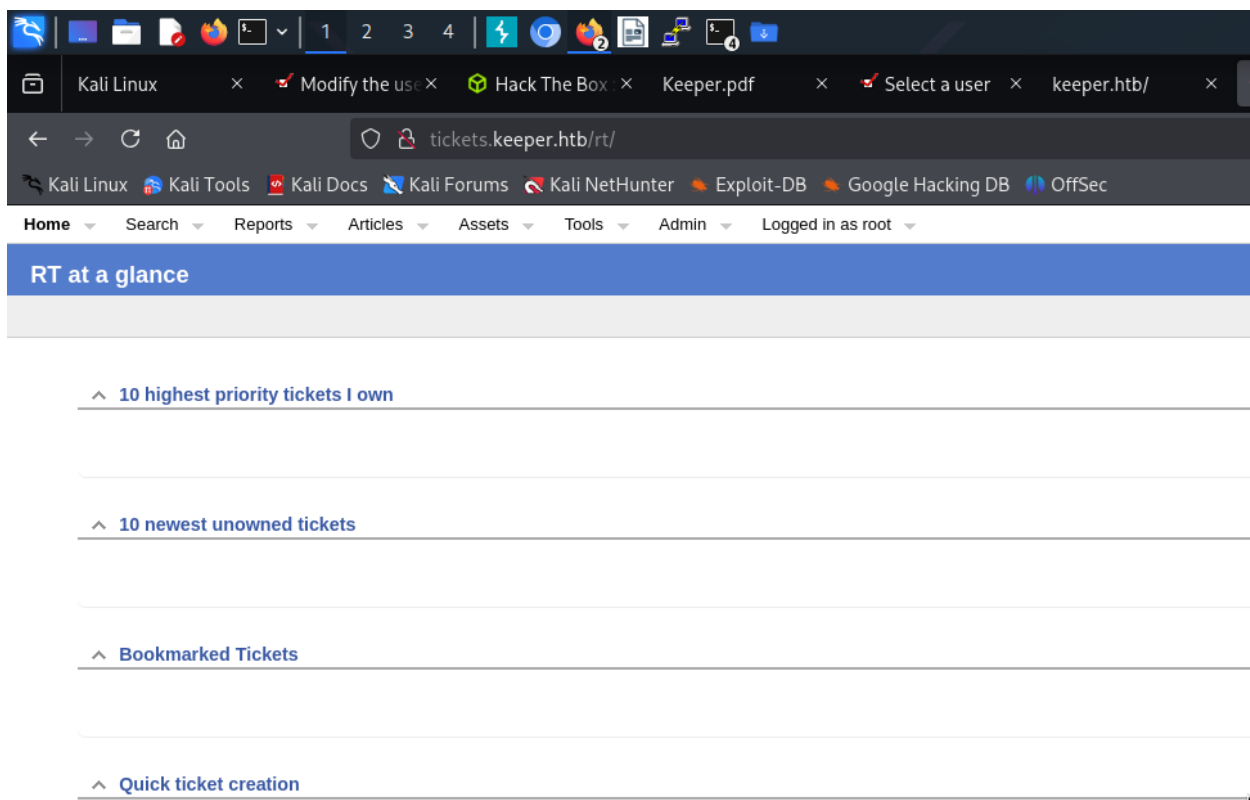 1 2 3 4 2 4
Kali Linux Modify the use Hack The Box : Keeper.pdf Select a user keeper.htb/
tickets.keeper.htb/rt/
Kali Linux Kali Tools Kali Docs Kali Forums Kali NetHunter Exploit-DB Google Hacking DB OffSec
Home Search Reports Articles Assets Tools Admin Logged in as root
RT at a glance
10 highest priority tickets I own
10 newest unowned tickets
Bookmarked Tickets
Quick ticket creation